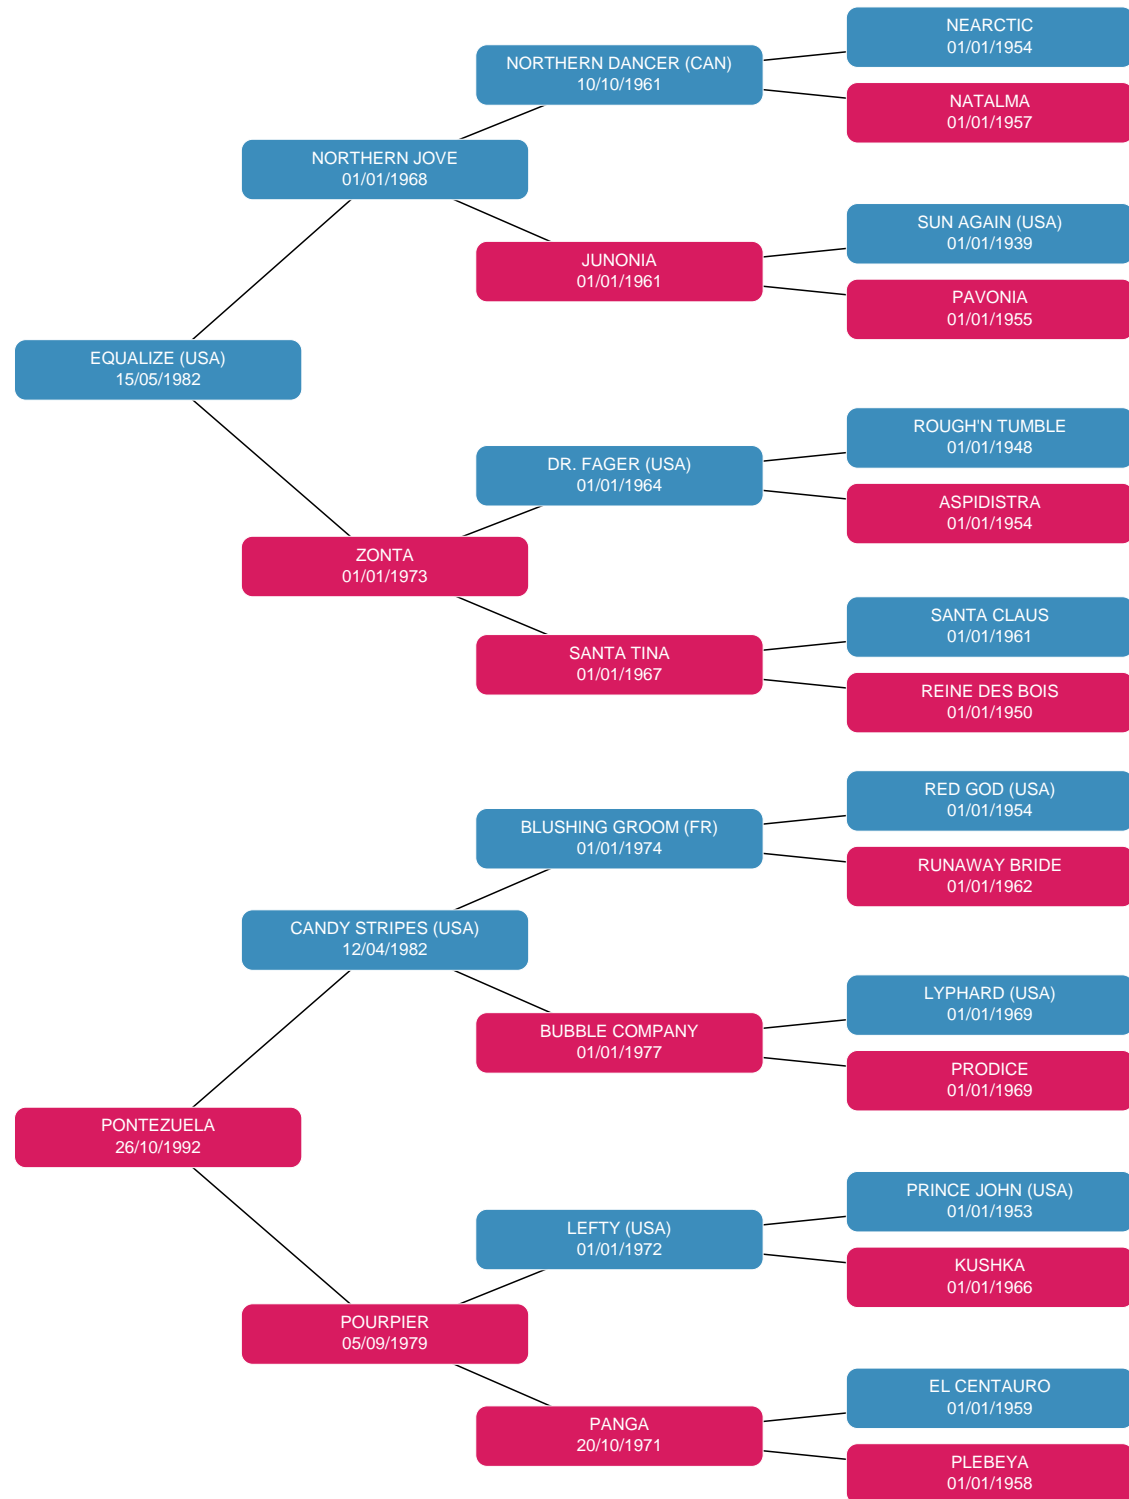 NEARCTIC
01/01/1954
NORTHERN DANCER (CAN)
10/10/1961
NATALMA
01/01/1957
NORTHERN JOVE
01/01/1968
SUN AGAIN (USA)
01/01/1939
JUNONIA
01/01/1961
PAVONIA
01/01/1955
EQUALIZE (USA)
15/05/1982
ROUGH'N TUMBLE
01/01/1948
DR. FAGER (USA)
01/01/1964
ASPIDISTRA
01/01/1954
ZONTA
01/01/1973
SANTA CLAUS
01/01/1961
SANTA TINA
01/01/1967
REINE DES BOIS
01/01/1950
RED GOD (USA)
01/01/1954
BLUSHING GROOM (FR)
01/01/1974
RUNAWAY BRIDE
01/01/1962
CANDY STRIPES (USA)
12/04/1982
LYPHARD (USA)
01/01/1969
BUBBLE COMPANY
01/01/1977
PRODICE
01/01/1969
PONTEZUELA
26/10/1992
PRINCE JOHN (USA)
01/01/1953
LEFTY (USA)
01/01/1972
KUSHKA
01/01/1966
POURPIER
05/09/1979
EL CENTAURO
01/01/1959
PANGA
20/10/1971
PLEBEYA
01/01/1958